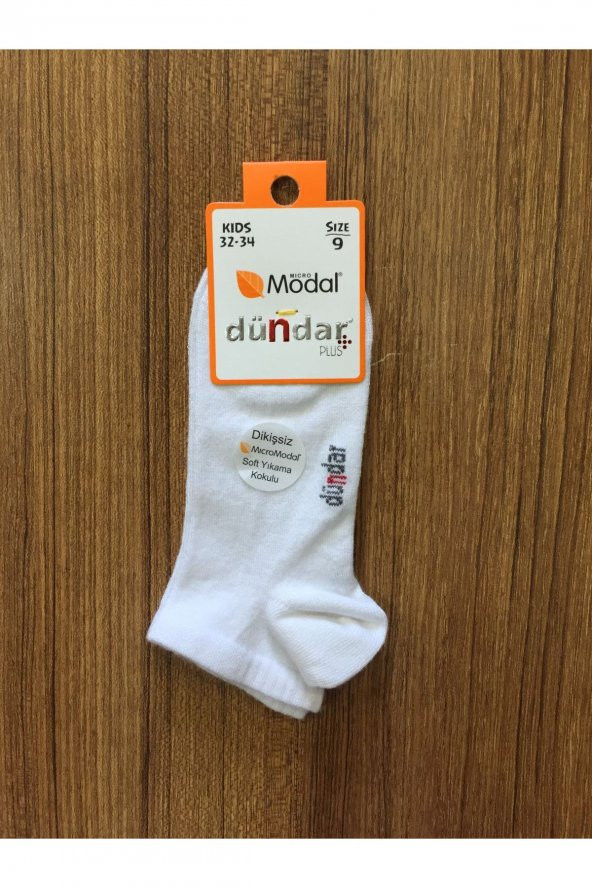 KIDS
32-34
SIZE
9
MICRO
Modal®
dündar
PLUS+
Dikişsiz
MicroModal®
Soft Yıkama
Kokulu
dündar